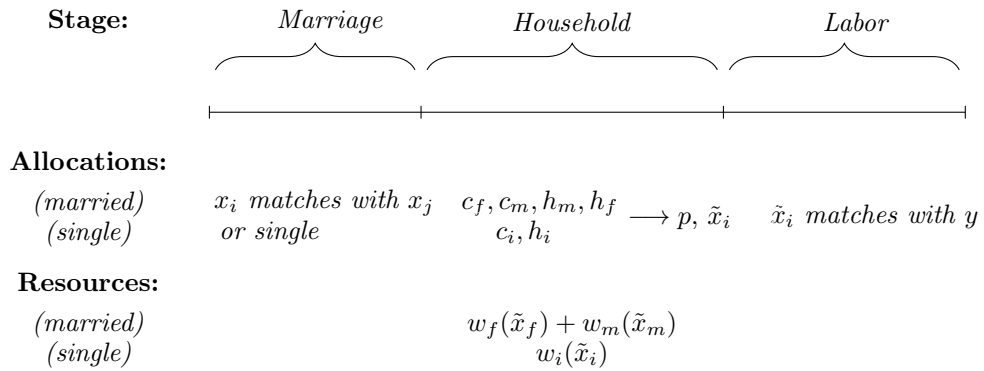 Stage: Marriage Household Labor
Allocations:
(married) x_i matches with x_j c_f, c_m, h_m, h_f
(single) or single c_i, h_i ⟶ p, x̃_i x̃_i matches with y
Resources:
(married) w_f(x̃_f) + w_m(x̃_m)
(single) w_i(x̃_i)